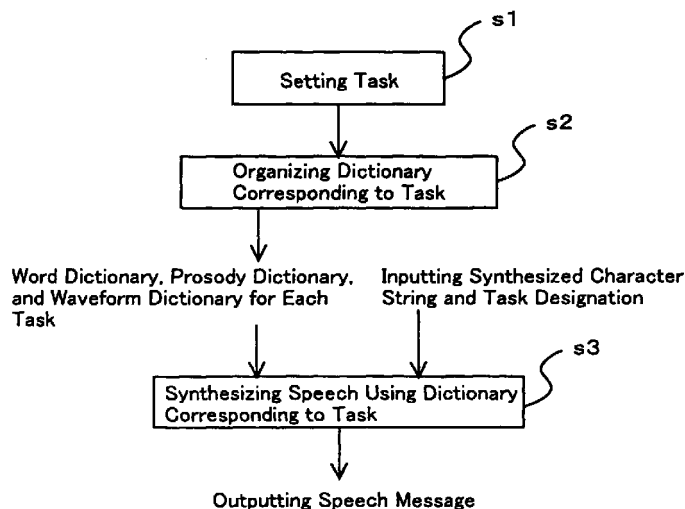 s1
Setting Task
s2
Organizing Dictionary
Corresponding to Task
Word Dictionary, Prosody Dictionary,
and Waveform Dictionary for Each
Task
Inputting Synthesized Character
String and Task Designation
s3
Synthesizing Speech Using Dictionary
Corresponding to Task
Outputting Speech Message